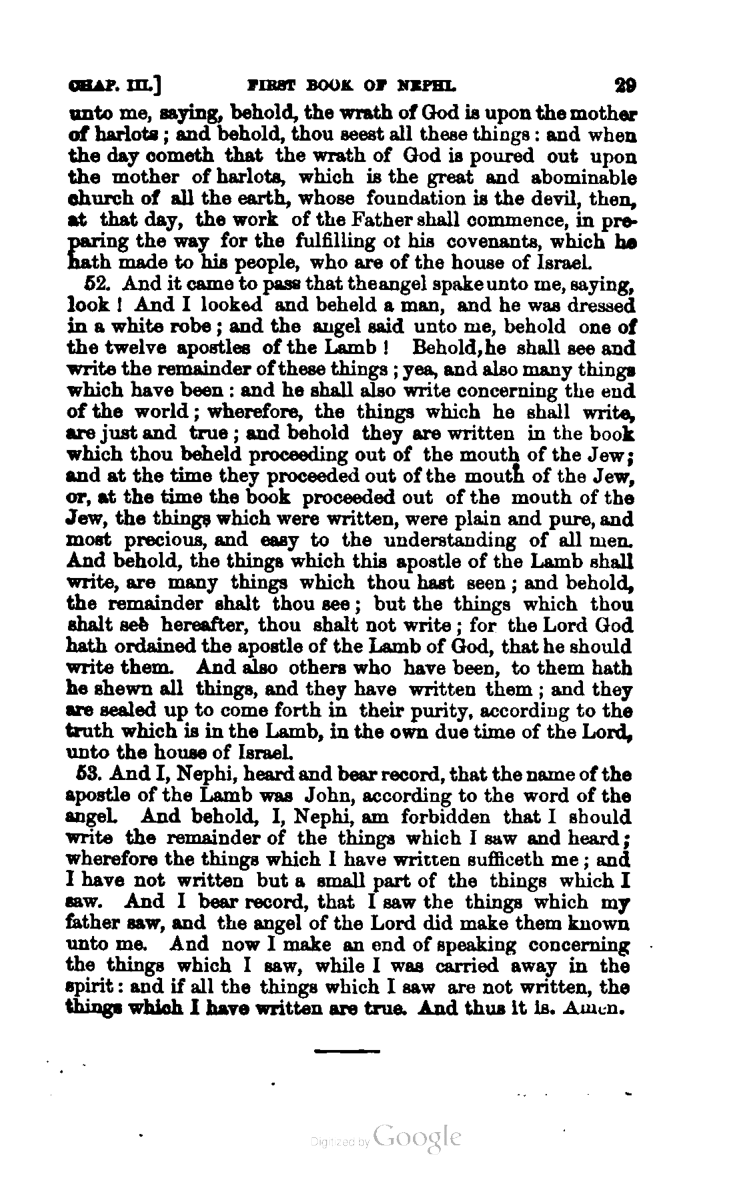 CHAP. III.] FIRST BOOK OF NEPHI. 29
unto me, saying, behold, the wrath of God is upon the mother
of harlots ; and behold, thou seest all these things : and when
the day cometh that the wrath of God is poured out upon
the mother of harlots, which is the great and abominable
church of all the earth, whose foundation is the devil, then,
at that day, the work of the Father shall commence, in pre-
paring the way for the fulfilling of his covenants, which he
hath made to his people, who are of the house of Israel.
52. And it came to pass that the angel spake unto me, saying,
look ! And I looked and beheld a man, and he was dressed
in a white robe ; and the angel said unto me, behold one of
the twelve apostles of the Lamb ! Behold, he shall see and
write the remainder of these things ; yea, and also many things
which have been : and he shall also write concerning the end
of the world ; wherefore, the things which he shall write,
are just and true ; and behold they are written in the book
which thou beheld proceeding out of the mouth of the Jew;
and at the time they proceeded out of the mouth of the Jew,
or, at the time the book proceeded out of the mouth of the
Jew, the things which were written, were plain and pure, and
most precious, and easy to the understanding of all men.
And behold, the things which this apostle of the Lamb shall
write, are many things which thou hast seen ; and behold,
the remainder shalt thou see ; but the things which thou
shalt see hereafter, thou shalt not write ; for the Lord God
hath ordained the apostle of the Lamb of God, that he should
write them. And also others who have been, to them hath
he shewn all things, and they have written them ; and they
are sealed up to come forth in their purity, according to the
truth which is in the Lamb, in the own due time of the Lord,
unto the house of Israel.
53. And I, Nephi, heard and bear record, that the name of the
apostle of the Lamb was John, according to the word of the
angel. And behold, I, Nephi, am forbidden that I should
write the remainder of the things which I saw and heard ;
wherefore the things which I have written sufficeth me ; and
I have not written but a small part of the things which I
saw. And I bear record, that I saw the things which my
father saw, and the angel of the Lord did make them known
unto me. And now I make an end of speaking concerning
the things which I saw, while I was carried away in the
spirit : and if all the things which I saw are not written, the
things which I have written are true. And thus it is. Amen.
Digitized by Google